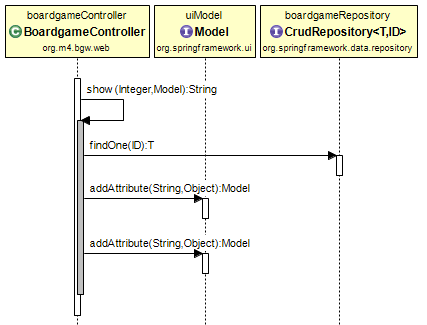 boardgameController
C BoardgameController
org.m4.bgw.web
uiModel
I Model
org.springframework.ui
boardgameRepository
I CrudRepository<T,ID>
org.springframework.data.repository
show (Integer,Model):String
findOne(ID):T
addAttribute(String,Object):Model
addAttribute(String,Object):Model